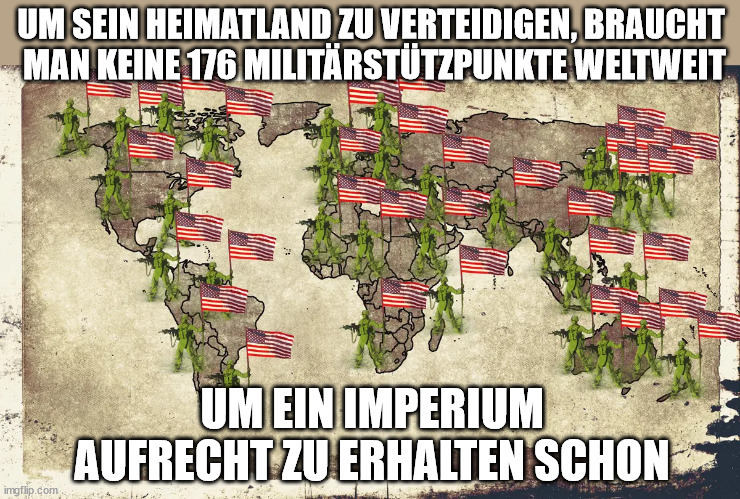 UM SEIN HEIMATLAND ZU VERTEIDIGEN, BRAUCHT
MAN KEINE 176 MILITÄRSTÜTZPUNKTE WELTWEIT
UM EIN IMPERIUM
AUFRECHT ZU ERHALTEN SCHON
imgflip.com